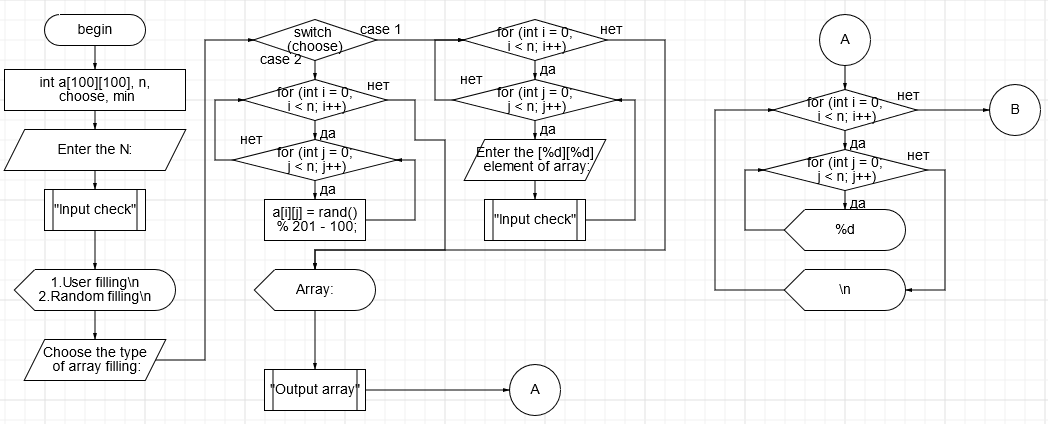 begin
int a[100][100], n,
choose, min
Enter the N:
"Input check"
1.User filling\n
2.Random filling\n
Choose the type
of array filling:
switch
(choose)
case 1
case 2
for (int i = 0;
i < n; i++)
нет
да
for (int j = 0;
j < n; j++)
нет
да
a[i][j] = rand()
% 201 - 100;
for (int i = 0;
i < n; i++)
нет
да
for (int j = 0;
j < n; j++)
нет
да
Enter the [%d][%d]
element of array:
"Input check"
Array:
"Output array"
A
A
for (int i = 0;
i < n; i++)
нет
B
да
for (int j = 0;
j < n; j++)
нет
да
%d
\n